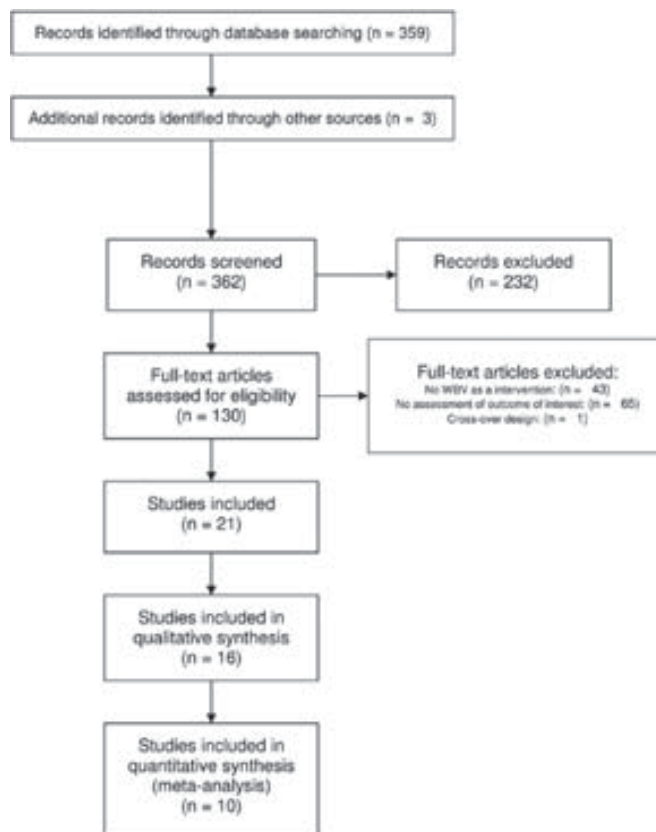 Records identified through database searching (n = 359)
Additional records identified through other sources (n = 3)
Records screened
(n = 362)
Records excluded
(n = 232)
Full-text articles
assessed for eligibility
(n = 130)
Full-text articles excluded:
No WBV as a intervention: (n = 43)
No assessment of outcome of interest: (n = 65)
Cross-over design: (n = 1)
Studies included
(n = 21)
Studies included in
qualitative synthesis
(n = 16)
Studies included in
quantitative synthesis
(meta-analysis)
(n = 10)